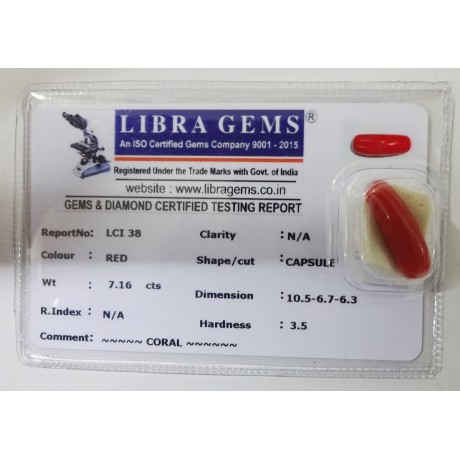 LIBRA GEMS ®
An ISO Certified Gems Company 9001 - 2015
Registered Under the Trade Marks with Govt. of India
website : www.libragems.co.in
GEMS & DIAMOND CERTIFIED TESTING REPORT
ReportNo: LCI 38
Clarity : N/A
Colour : RED
Shape/cut : CAPSULE
Wt : 7.16 cts
Dimension : 10.5-6.7-6.3
R.Index : N/A
Hardness : 3.5
Comment: ~~~~~ CORAL ~~~~~~